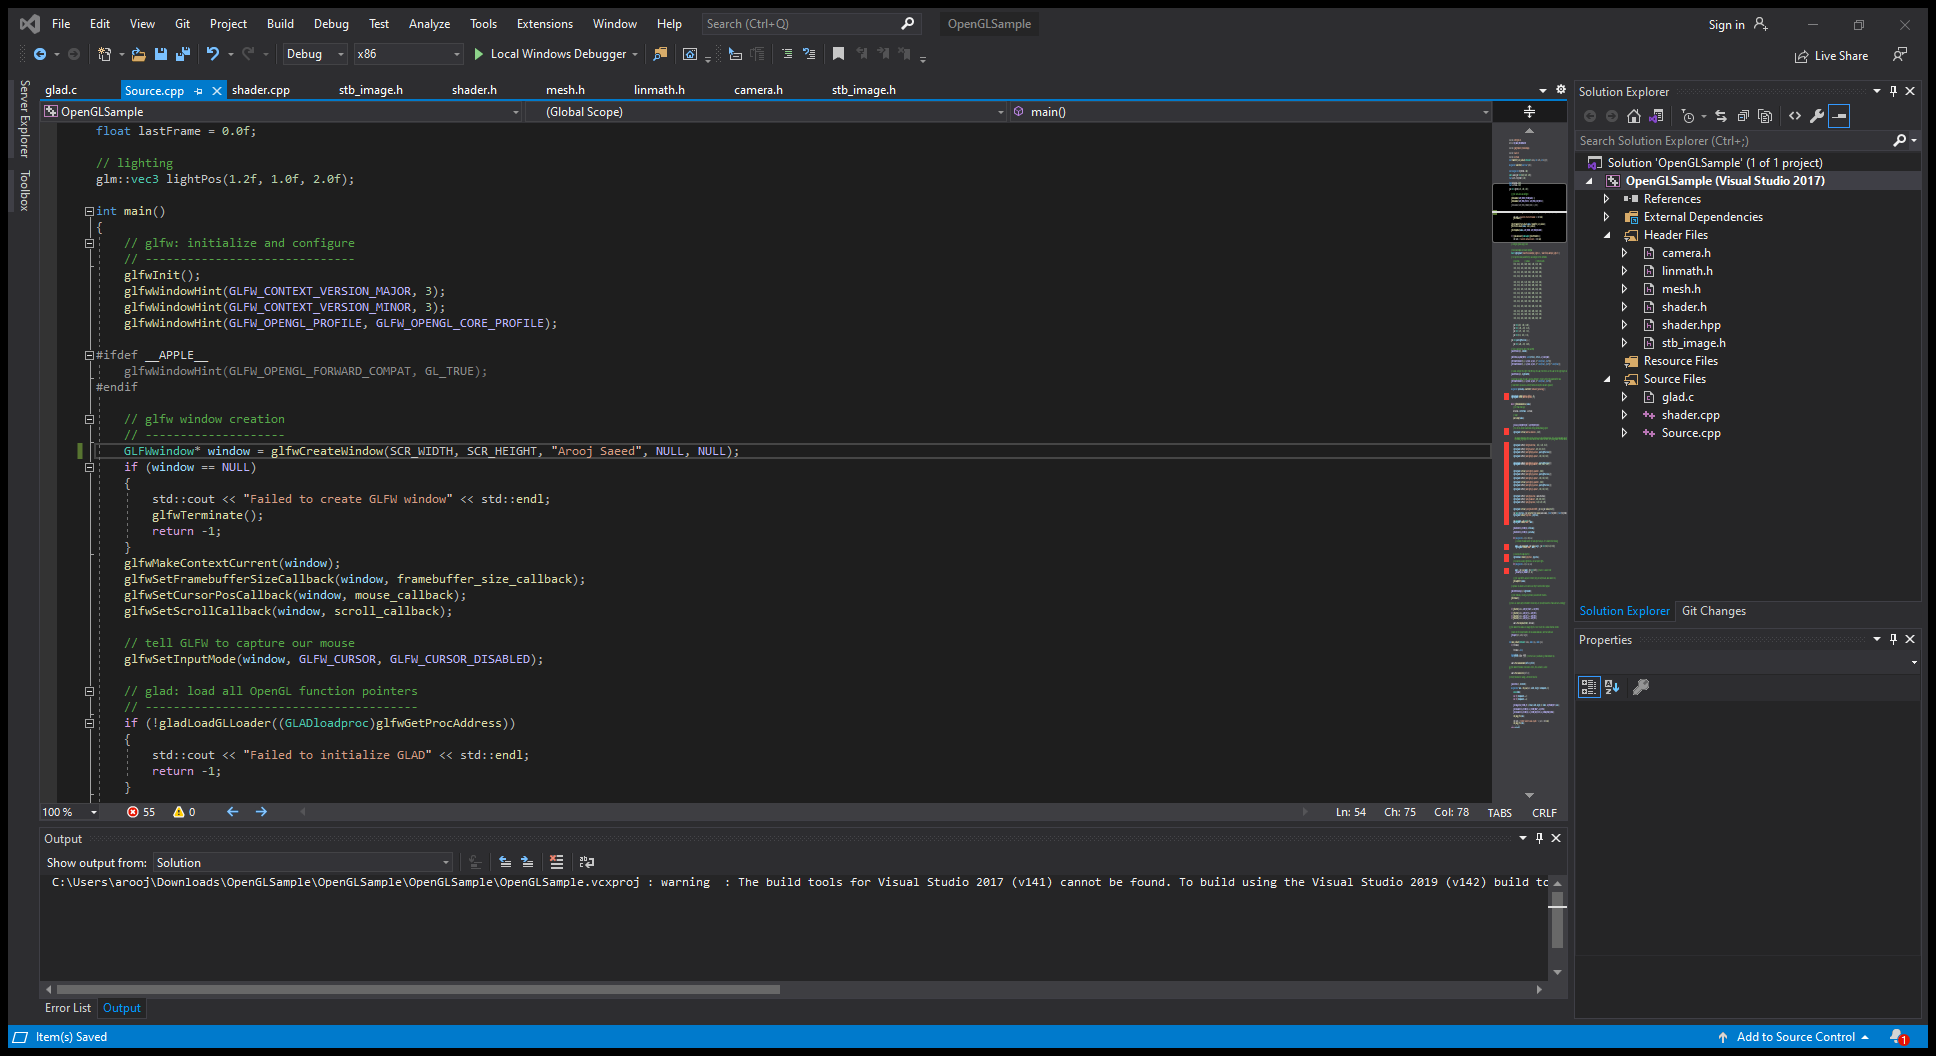 File Edit View Git Project Build Debug Test Analyze Tools Extensions Window Help Search (Ctrl+Q) OpenGLSample Sign in
Debug x86 Local Windows Debugger Live Share
Server Explorer
Toolbox
glad.c Source.cpp shader.cpp stb_image.h shader.h mesh.h linmath.h camera.h stb_image.h
OpenGLSample (Global Scope) main()
float lastFrame = 0.0f;
// lighting
glm::vec3 lightPos(1.2f, 1.0f, 2.0f);
int main()
{
// glfw: initialize and configure
// ------------------------------
glfwInit();
glfwWindowHint(GLFW_CONTEXT_VERSION_MAJOR, 3);
glfwWindowHint(GLFW_CONTEXT_VERSION_MINOR, 3);
glfwWindowHint(GLFW_OPENGL_PROFILE, GLFW_OPENGL_CORE_PROFILE);
#ifdef __APPLE__
glfwWindowHint(GLFW_OPENGL_FORWARD_COMPAT, GL_TRUE);
#endif
// glfw window creation
// --------------------
GLFWwindow* window = glfwCreateWindow(SCR_WIDTH, SCR_HEIGHT, "Arooj Saeed", NULL, NULL);
if (window == NULL)
{
std::cout << "Failed to create GLFW window" << std::endl;
glfwTerminate();
return -1;
}
glfwMakeContextCurrent(window);
glfwSetFramebufferSizeCallback(window, framebuffer_size_callback);
glfwSetCursorPosCallback(window, mouse_callback);
glfwSetScrollCallback(window, scroll_callback);
// tell GLFW to capture our mouse
glfwSetInputMode(window, GLFW_CURSOR, GLFW_CURSOR_DISABLED);
// glad: load all OpenGL function pointers
// ---------------------------------------
if (!gladLoadGLLoader((GLADloadproc)glfwGetProcAddress))
{
std::cout << "Failed to initialize GLAD" << std::endl;
return -1;
}
100 % 55 0 Ln: 54 Ch: 75 Col: 78 TABS CRLF
Output
Show output from: Solution
C:\Users\arooj\Downloads\OpenGLSample\OpenGLSample\OpenGLSample\OpenGLSample.vcxproj : warning  : The build tools for Visual Studio 2017 (v141) cannot be found. To build using the Visual Studio 2019 (v142) build to
Error List Output
Item(s) Saved Add to Source Control 1
Solution Explorer
Search Solution Explorer (Ctrl+;)
Solution 'OpenGLSample' (1 of 1 project)
OpenGLSample (Visual Studio 2017)
References
External Dependencies
Header Files
camera.h
linmath.h
mesh.h
shader.h
shader.hpp
stb_image.h
Resource Files
Source Files
glad.c
shader.cpp
Source.cpp
Solution Explorer Git Changes
Properties